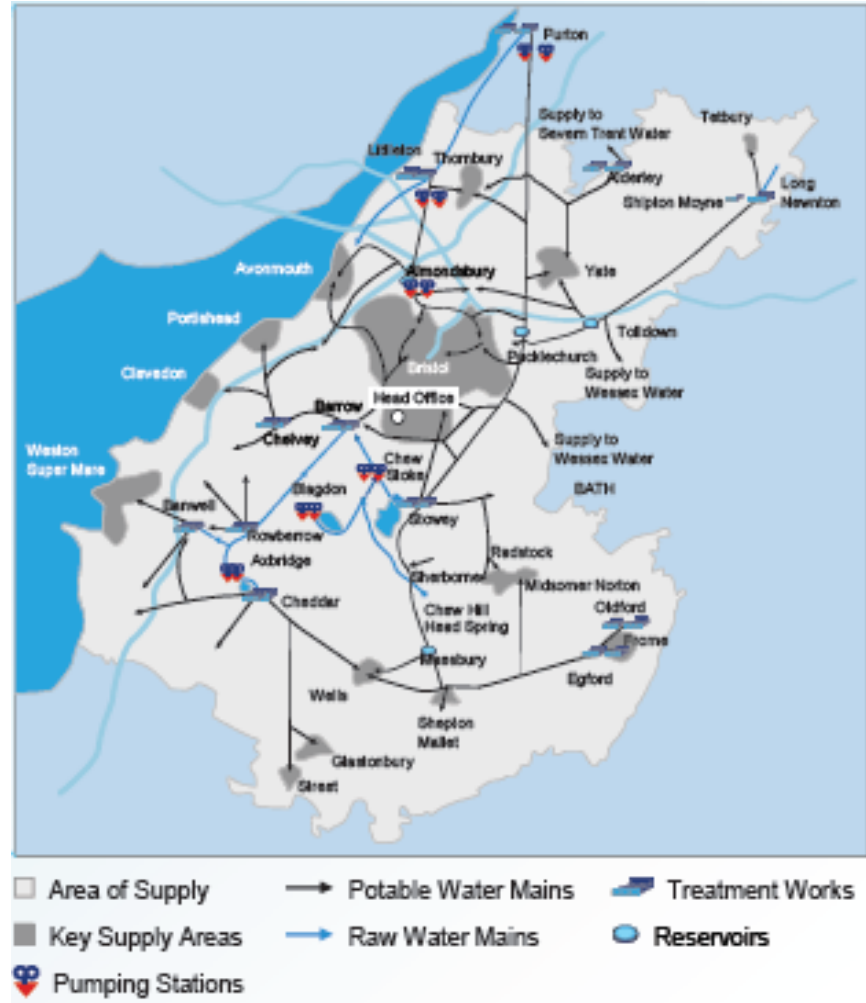 Purton
Supply to
Severn Trent Water
Tetbury
Littleton
Thornbury
Alderley
Long
Newnton
Shipton Moyne
Avonmouth
Almondsbury
Yate
Portishead
Tolldown
Pucklechurch
Bristol
Clevedon
Supply to
Wessex Water
Head Office
Barrow
Chelvey
Supply to
Wessex Water
Weston
Super Mare
Chew
Stoke
Blagdon
BATH
Banwell
Stowey
Rowberrow
Axbridge
Radstock
Sherborne
Midsomer Norton
Cheddar
Oldford
Chew Hill
Head Spring
Frome
Maesbury
Egford
Wells
Shepton
Mallet
Glastonbury
Street
Area of Supply
Potable Water Mains
Treatment Works
Key Supply Areas
Raw Water Mains
Reservoirs
Pumping Stations